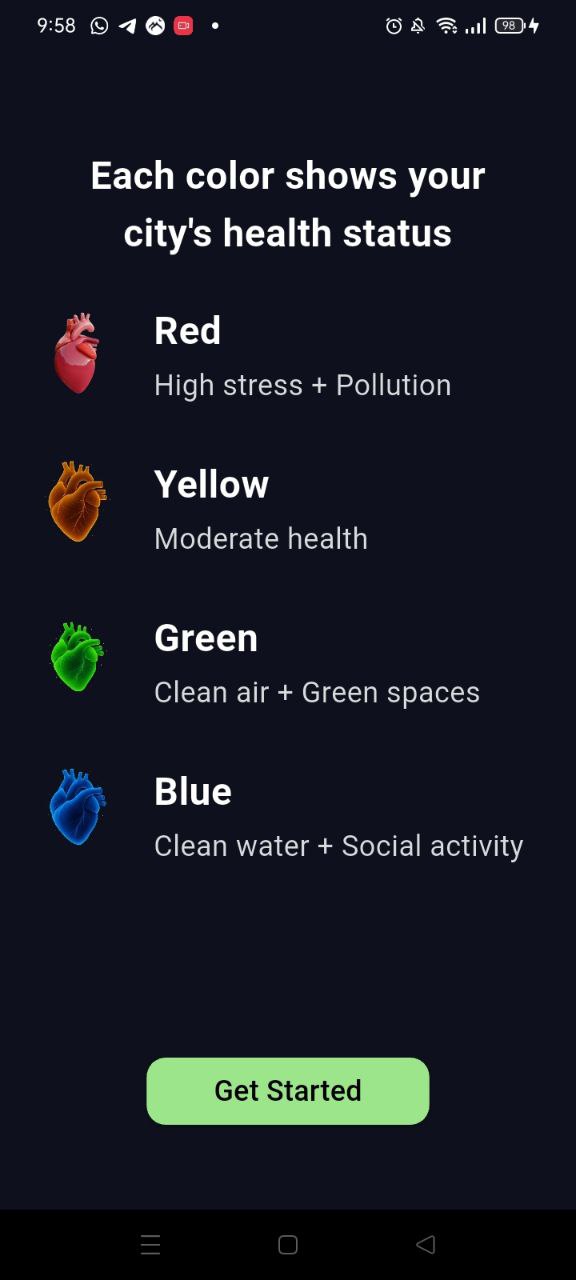 9:58
98
Each color shows your
city's health status
Red
High stress + Pollution
Yellow
Moderate health
Green
Clean air + Green spaces
Blue
Clean water + Social activity
Get Started